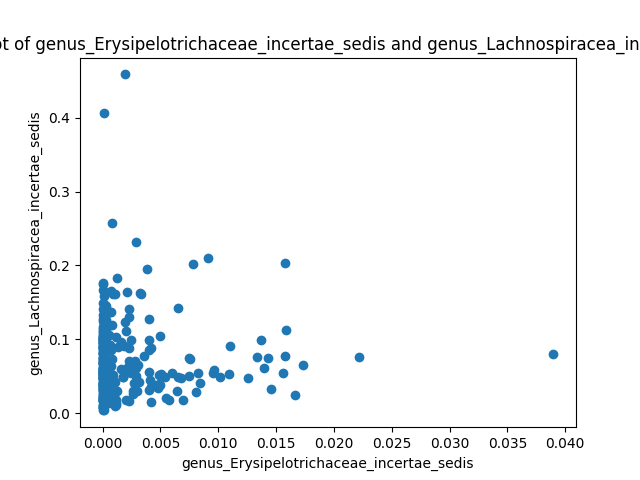 ot of genus_Erysipelotrichaceae_incertae_sedis and genus_Lachnospiracea_in
genus_Lachnospiracea_incertae_sedis
0.4
0.3
0.2
0.1
0.0
0.000 0.005 0.010 0.015 0.020 0.025 0.030 0.035 0.040
genus_Erysipelotrichaceae_incertae_sedis